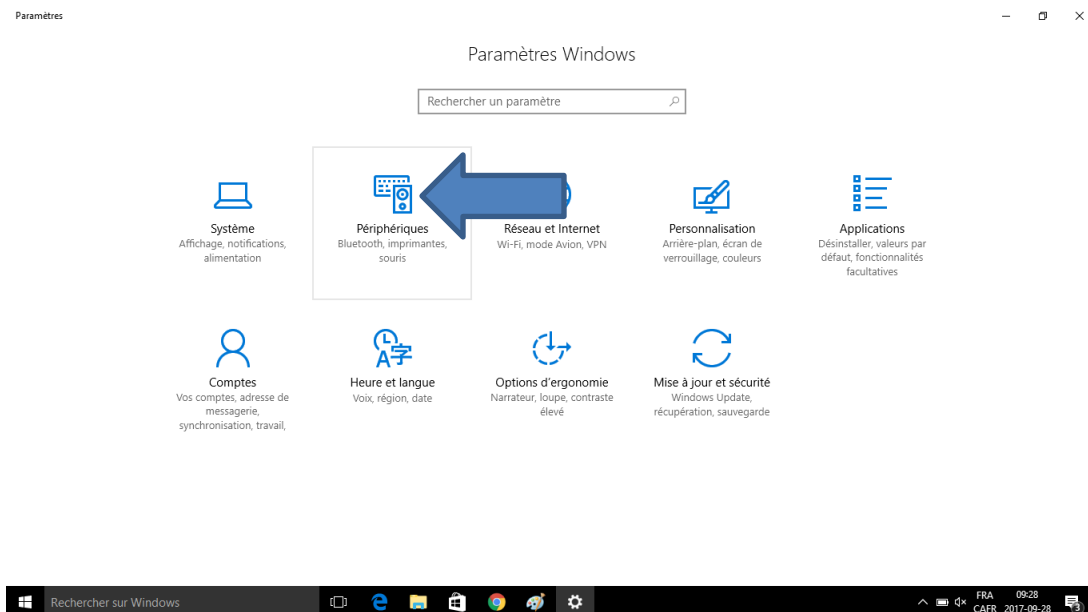 Paramètres
Paramètres Windows
Rechercher un paramètre
Système
Affichage, notifications,
alimentation
Périphériques
Bluetooth, imprimantes,
souris
Réseau et Internet
Wi-Fi, mode Avion, VPN
Personnalisation
Arrière-plan, écran de
verrouillage, couleurs
Applications
Désinstaller, valeurs par
défaut, fonctionnalités
facultatives
Comptes
Vos comptes, adresse de
messagerie,
synchronisation, travail,
Heure et langue
Voix, région, date
Options d'ergonomie
Narrateur, loupe, contraste
élevé
Mise à jour et sécurité
Windows Update,
récupération, sauvegarde
Rechercher sur Windows
FRA 09:28
CAFR 2017-09-28
3